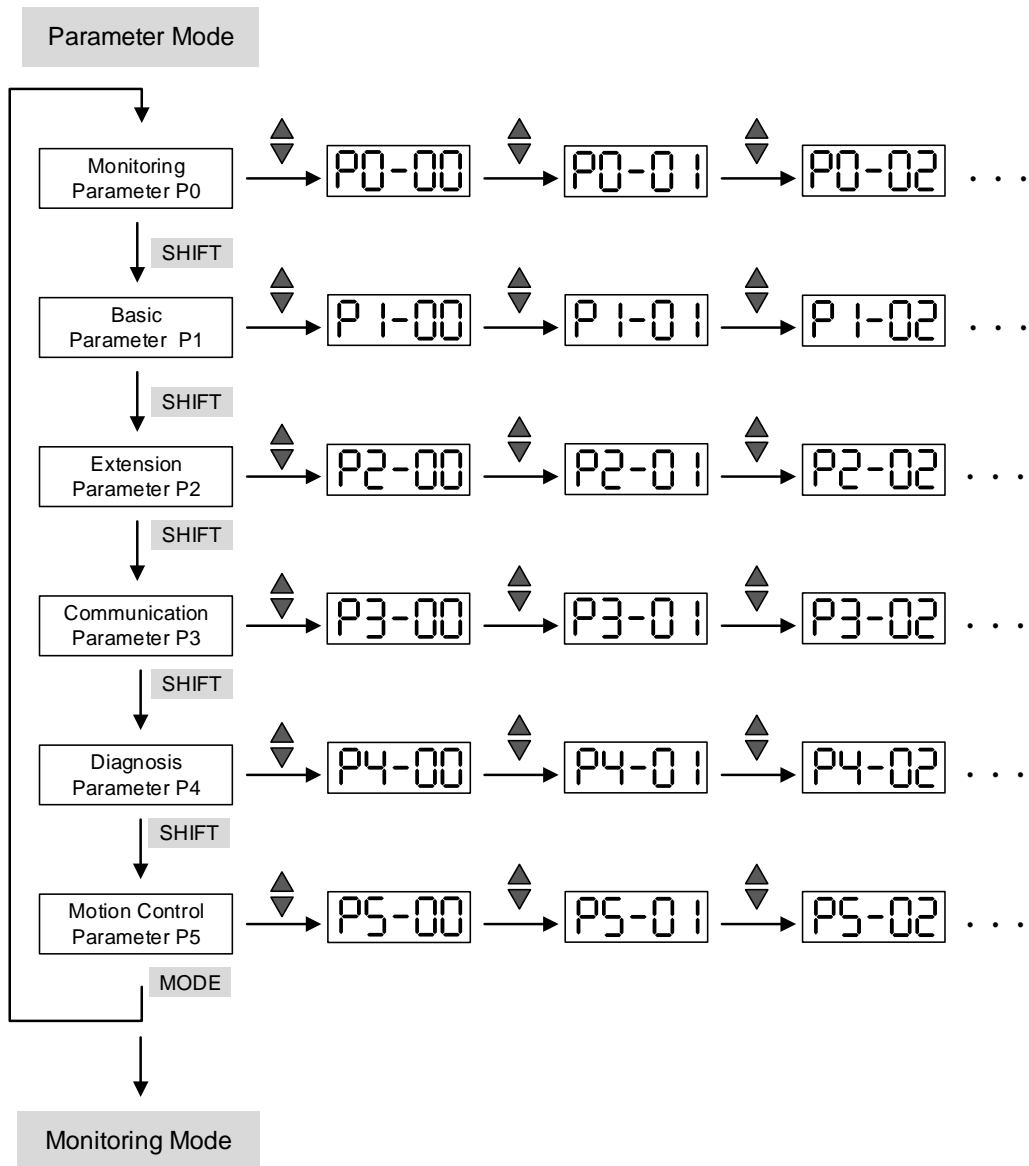 Parameter Mode
Monitoring
Parameter P0
P0-00
P0-01
P0-02
. . .
SHIFT
Basic
Parameter P1
P1-00
P1-01
P1-02
. . .
SHIFT
Extension
Parameter P2
P2-00
P2-01
P2-02
. . .
SHIFT
Communication
Parameter P3
P3-00
P3-01
P3-02
. . .
SHIFT
Diagnosis
Parameter P4
P4-00
P4-01
P4-02
. . .
SHIFT
Motion Control
Parameter P5
P5-00
P5-01
P5-02
. . .
MODE
Monitoring Mode